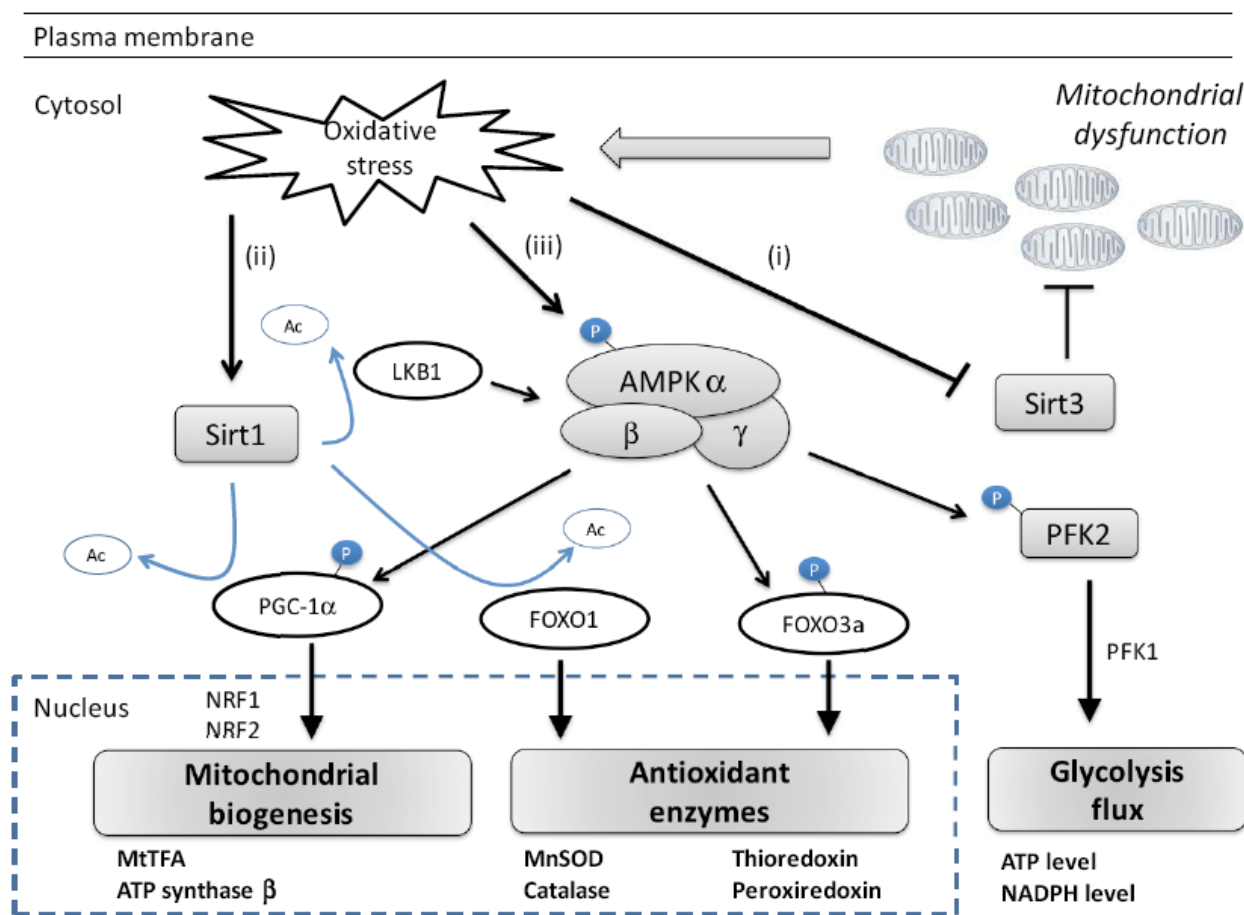 Plasma membrane
Cytosol
Mitochondrial
dysfunction
Oxidative
stress
(ii)
(iii)
(i)
Ac
LKB1
P
AMPK α
β
γ
Sirt1
Sirt3
Ac
P
PGC-1α
Ac
FOXO1
P
FOXO3a
P
PFK2
PFK1
Nucleus
NRF1
NRF2
Mitochondrial
biogenesis
Antioxidant
enzymes
Glycolysis
flux
MtTFA
ATP synthase β
MnSOD
Catalase
Thioredoxin
Peroxiredoxin
ATP level
NADPH level